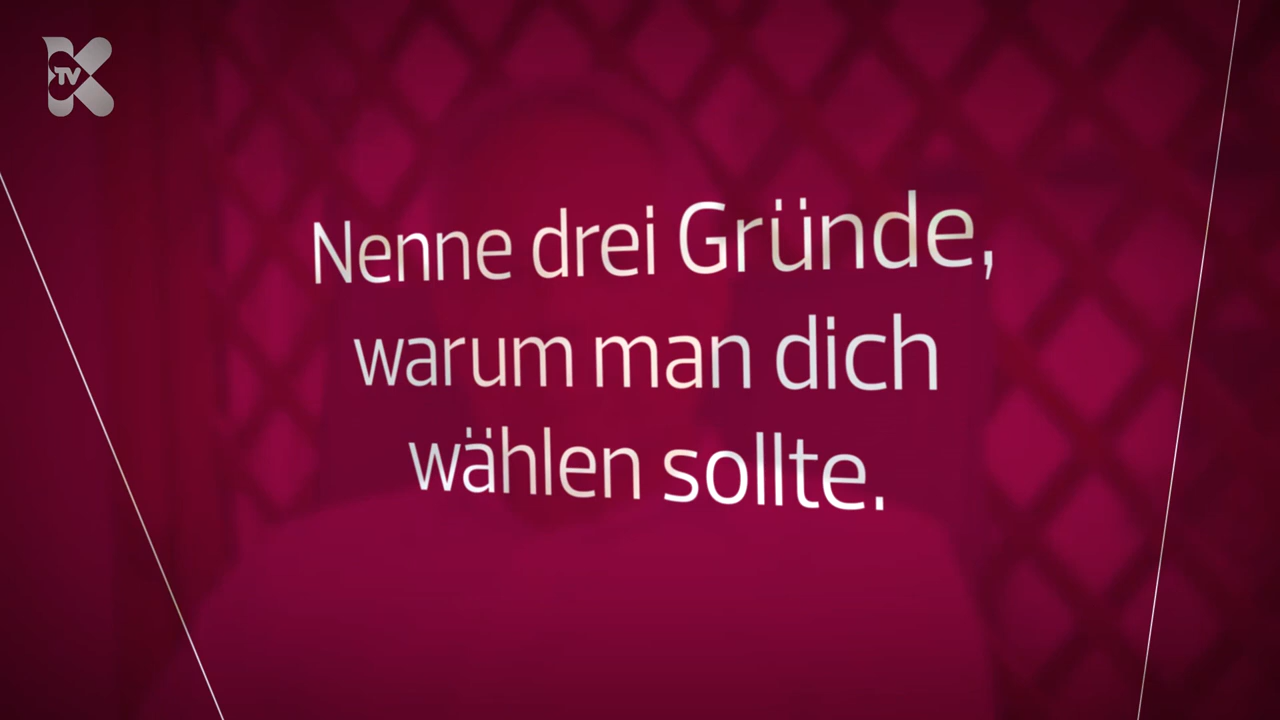 K
TV
Nenne drei Gründe,
warum man dich
wählen sollte.